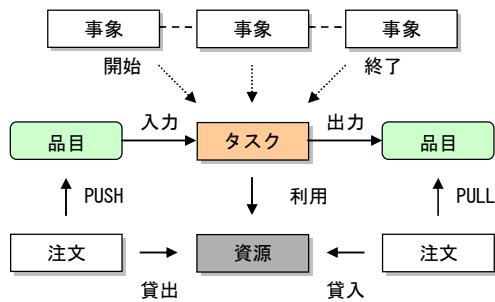 事象
事象
事象
開始
終了
入力
出力
品目
タスク
品目
PUSH
利用
PULL
注文
資源
注文
貸出
貸入